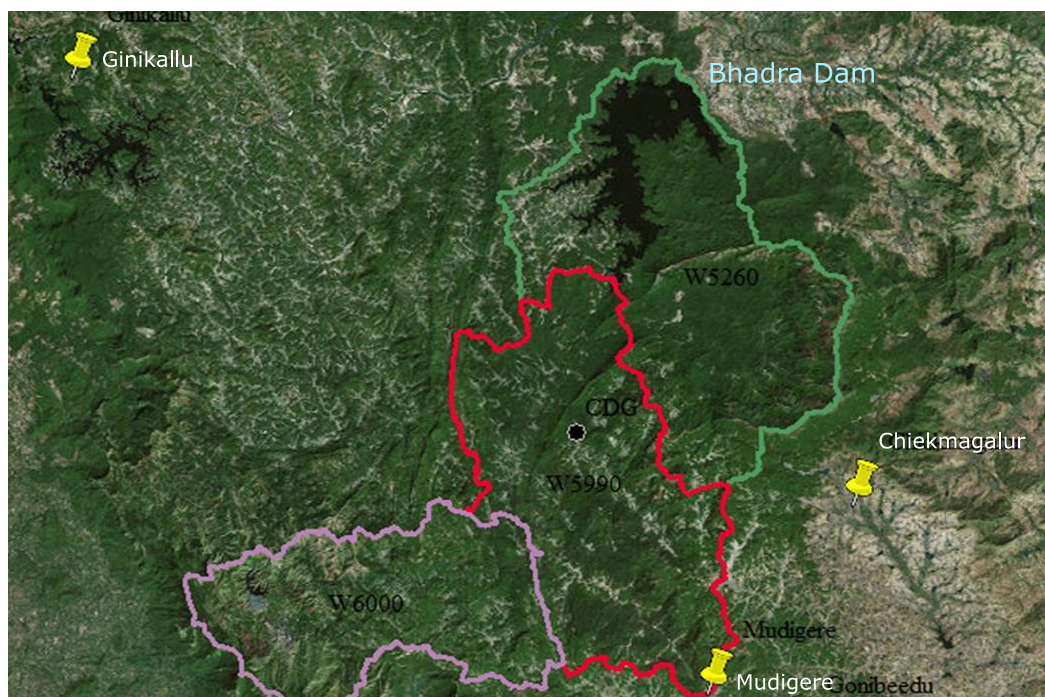 Ginikallu
Ginikallu
Bhadra Dam
W5260
CDG
Chiekmagalur
W5990
W6000
Mudigere
Mudigere
Gonibeedu